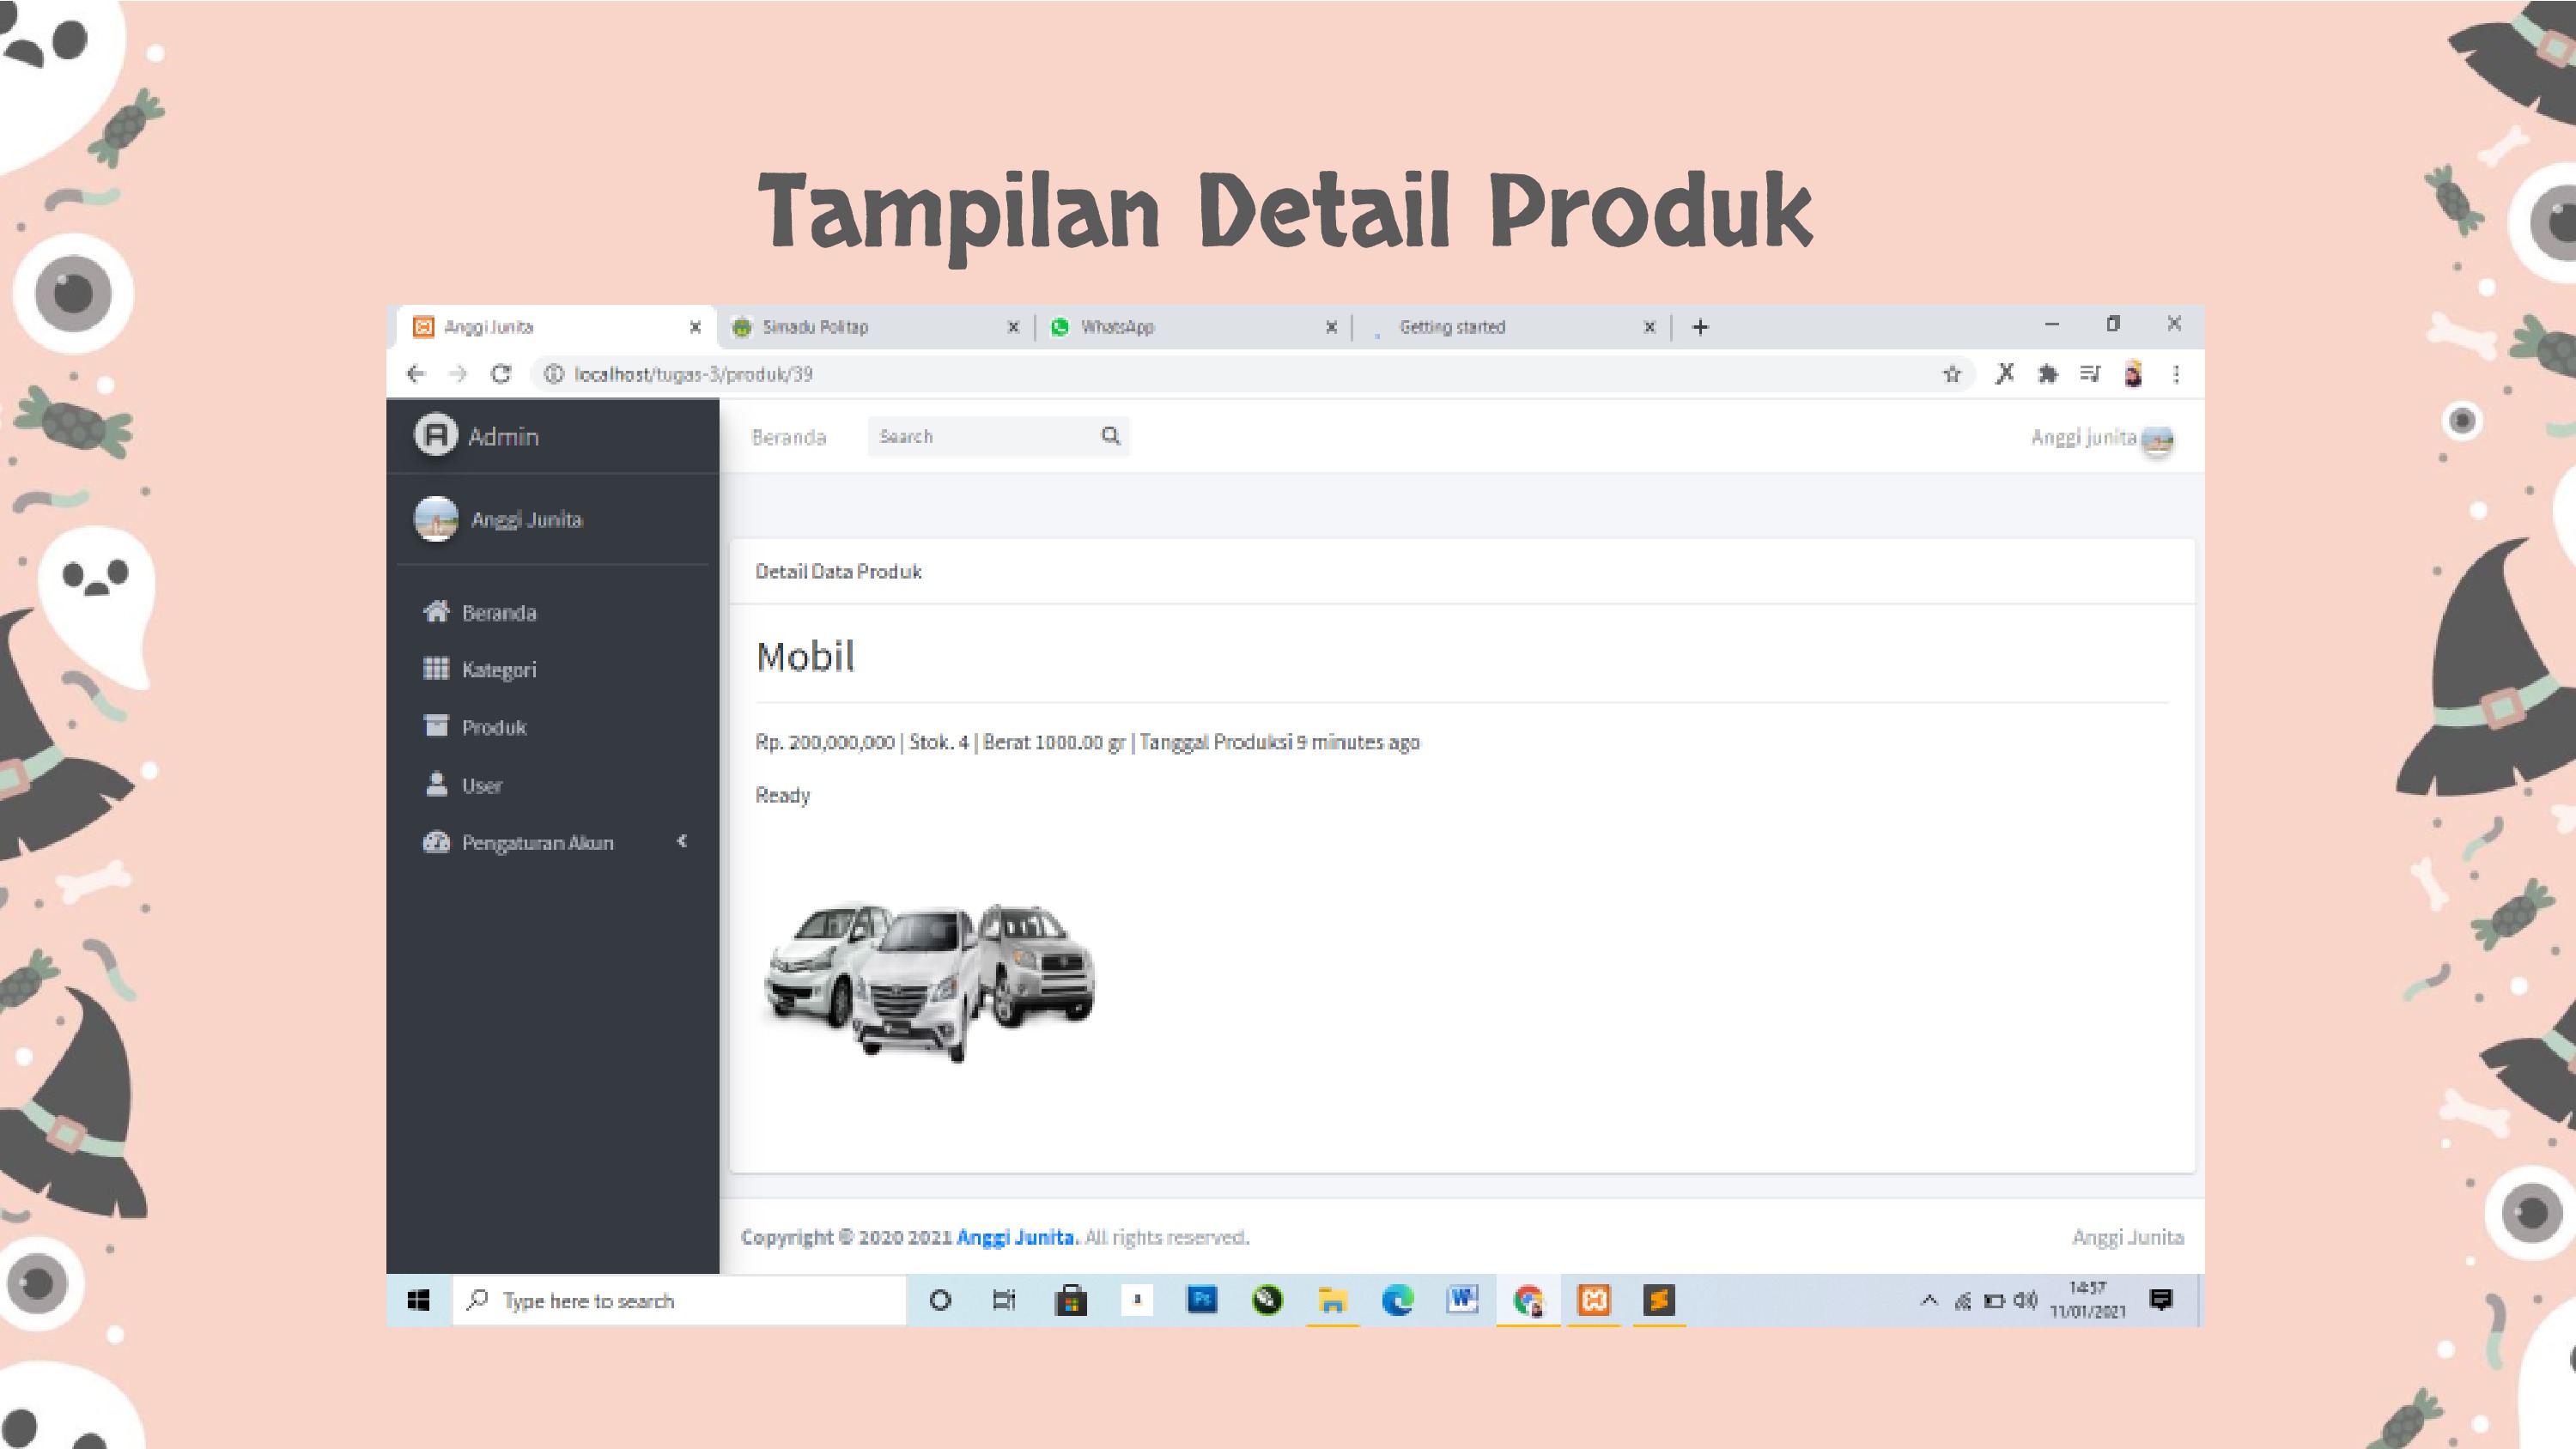 Tampilan Detail Produk
Anggi Junita
Simadu Politap
WhatsApp
Getting started
localhost/tugas-3/produk/39
Admin
Beranda
Search
Anggi junita
Anggi Junita
Detail Data Produk
Beranda
Mobil
Kategori
Produk
Rp. 200,000,000 | Stok. 4 | Berat 1000.00 gr | Tanggal Produksi 9 minutes ago
User
Ready
Pengaturan Akun
Copyright © 2020 2021 Anggi Junita. All rights reserved.
Anggi Junita
Type here to search
Ps
W
14:57
11/01/2021